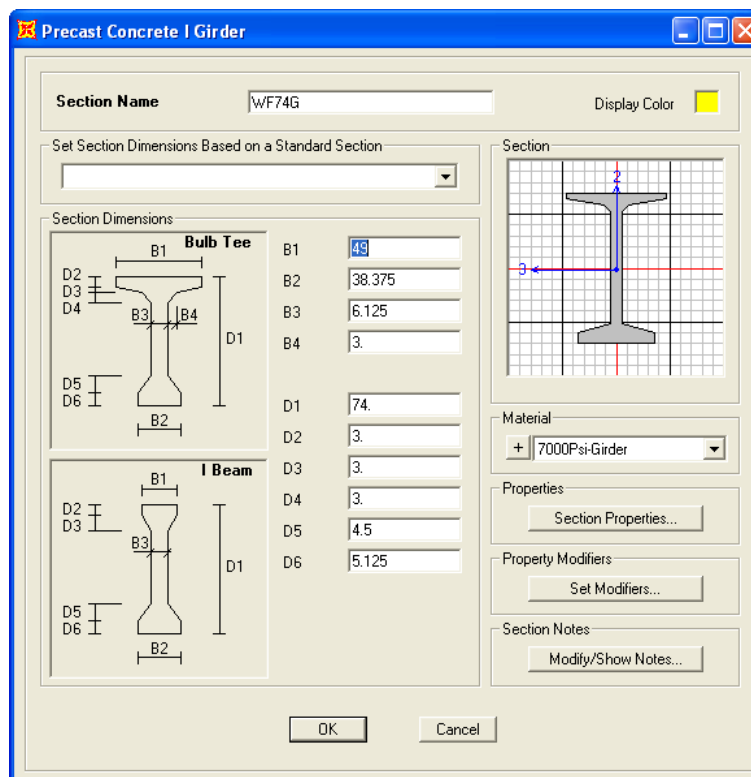 Precast Concrete I Girder
Section Name WF74G Display Color
Set Section Dimensions Based on a Standard Section
Section
2
3
Section Dimensions
Bulb Tee
B1
D2
D3
D4
B3 B4
D1
D5
D6
B2
I Beam
B1
D2
D3
B3
D1
D5
D6
B2
B1 49
B2 38.375
B3 6.125
B4 3.
D1 74.
D2 3.
D3 3.
D4 3.
D5 4.5
D6 5.125
Material
+ 7000Psi-Girder
Properties
Section Properties...
Property Modifiers
Set Modifiers...
Section Notes
Modify/Show Notes...
OK Cancel